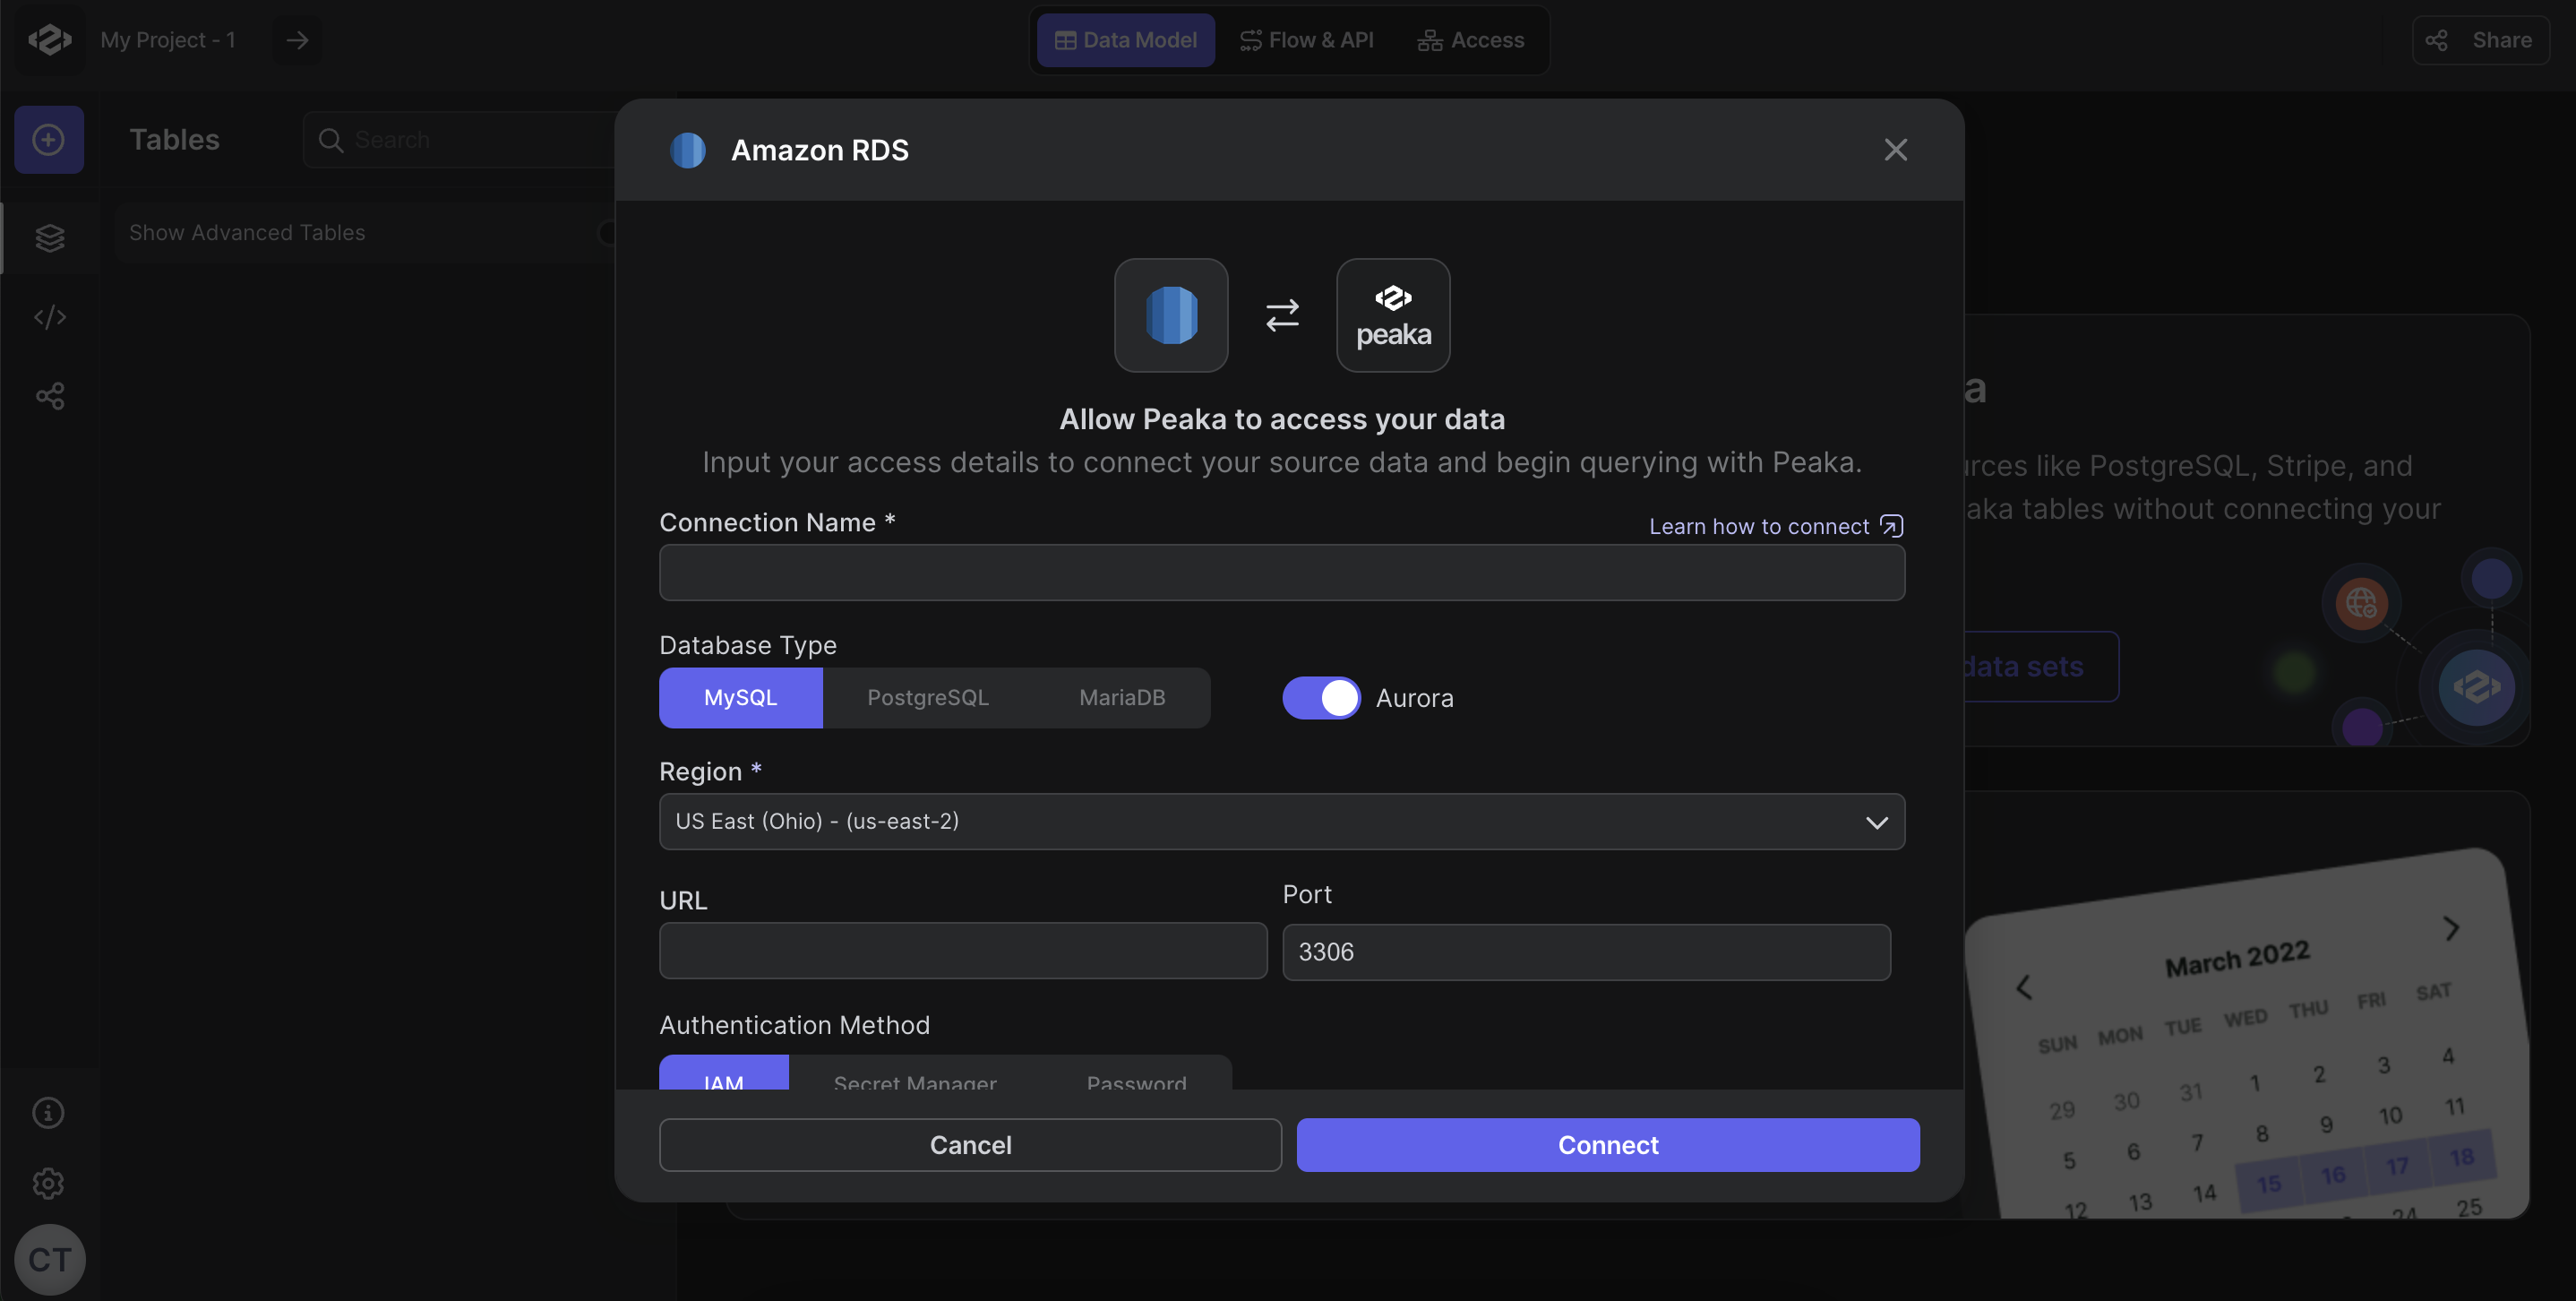 My Project - 1
Data Model
Flow & API
Access
Share
Tables
Search
Show Advanced Tables
Amazon RDS
peaka
Allow Peaka to access your data
Input your access details to connect your source data and begin querying with Peaka.
Connection Name *
Learn how to connect
Database Type
MySQL
PostgreSQL
MariaDB
Aurora
Region *
US East (Ohio) - (us-east-2)
URL
Port
3306
Authentication Method
IAM
Secret Manager
Password
Cancel
Connect
CT
a
urces like PostgreSQL, Stripe, and
aka tables without connecting your
data sets
March 2022
SUN MON TUE WED THU FRI SAT
29 30 31 1 2 3 4
5 6 7 8 9 10 11
12 13 14 15 16 17 18
24 25